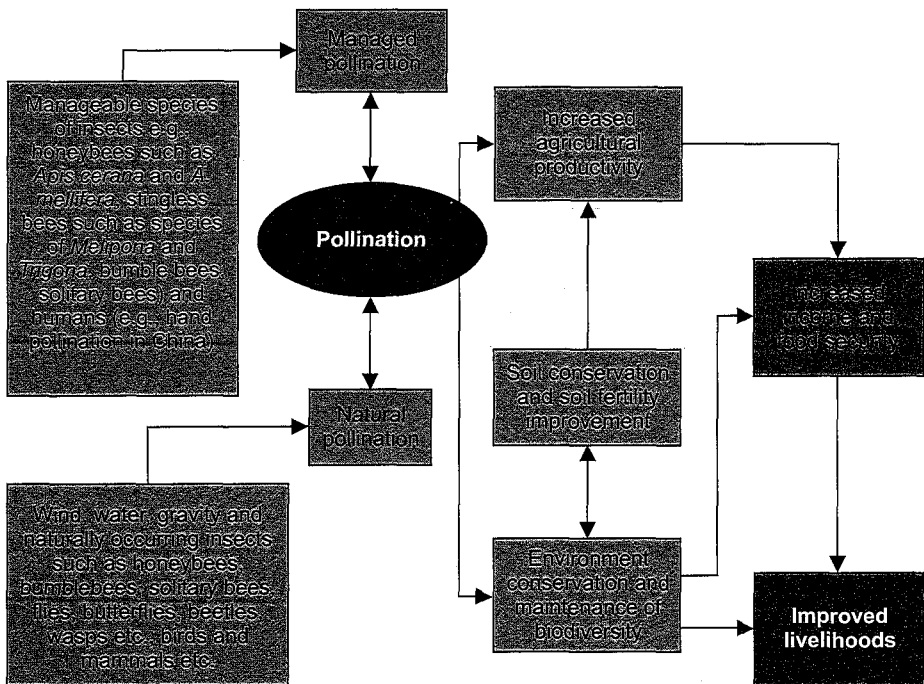 Managed
pollination
Manageable species
of insects e.g.
honeybees such as
Apis cerana and A.
mellifera, stingless
bees such as species
of Melipona and
Trigona, bumble bees
solitary bees) and
humans (e.g. hand
pollination in China)
Pollination
Natural
pollination
Wind, water, gravity and
naturally occurring insects
such as honeybees,
bumblebees, solitary bees,
flies, butterflies, beetles
wasps etc. birds and
mammals etc.
Increased
agricultural
productivity
Soil conservation
and soil fertility
improvement
Environment
conservation and
maintenance of
biodiversity
Increased
income and
food security
Improved
livelihoods